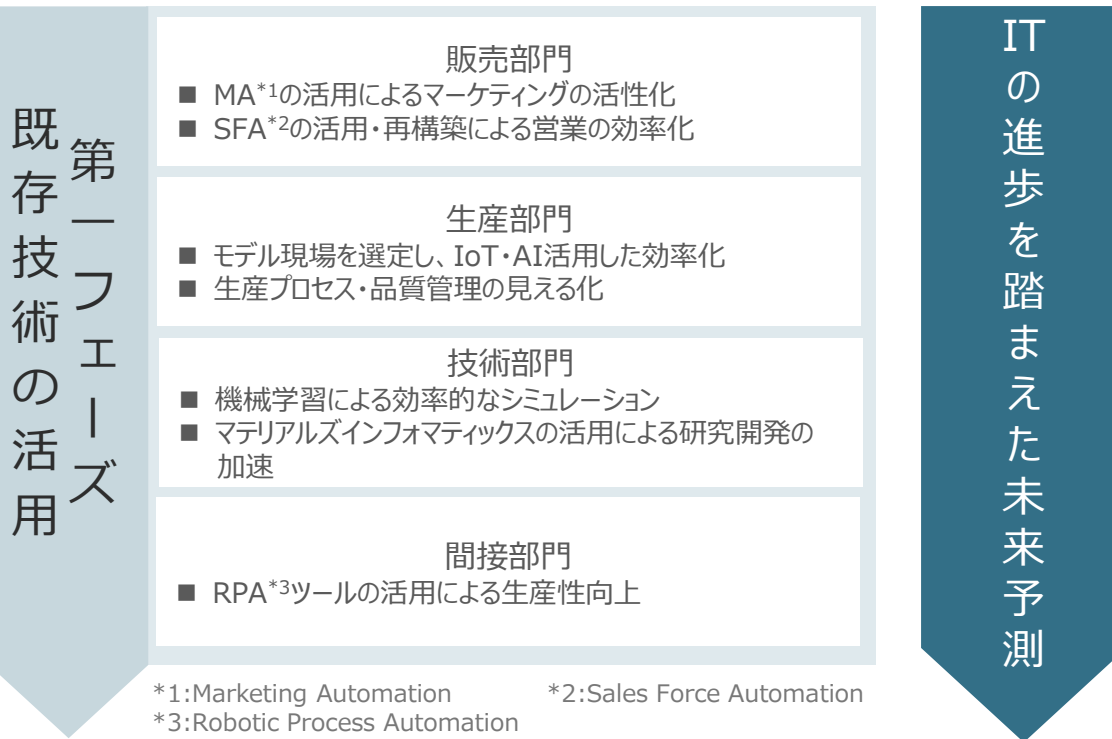 第一フェーズ
既存技術の活用
販売部門
■ MA*1の活用によるマーケティングの活性化
■ SFA*2の活用・再構築による営業の効率化
生産部門
■ モデル現場を選定し、IoT・AI活用した効率化
■ 生産プロセス・品質管理の見える化
技術部門
■ 機械学習による効率的なシミュレーション
■ マテリアルズインフォマティックスの活用による研究開発の
加速
間接部門
■ RPA*3ツールの活用による生産性向上
*1:Marketing Automation *2:Sales Force Automation
*3:Robotic Process Automation
ITの進歩を踏まえた未来予測